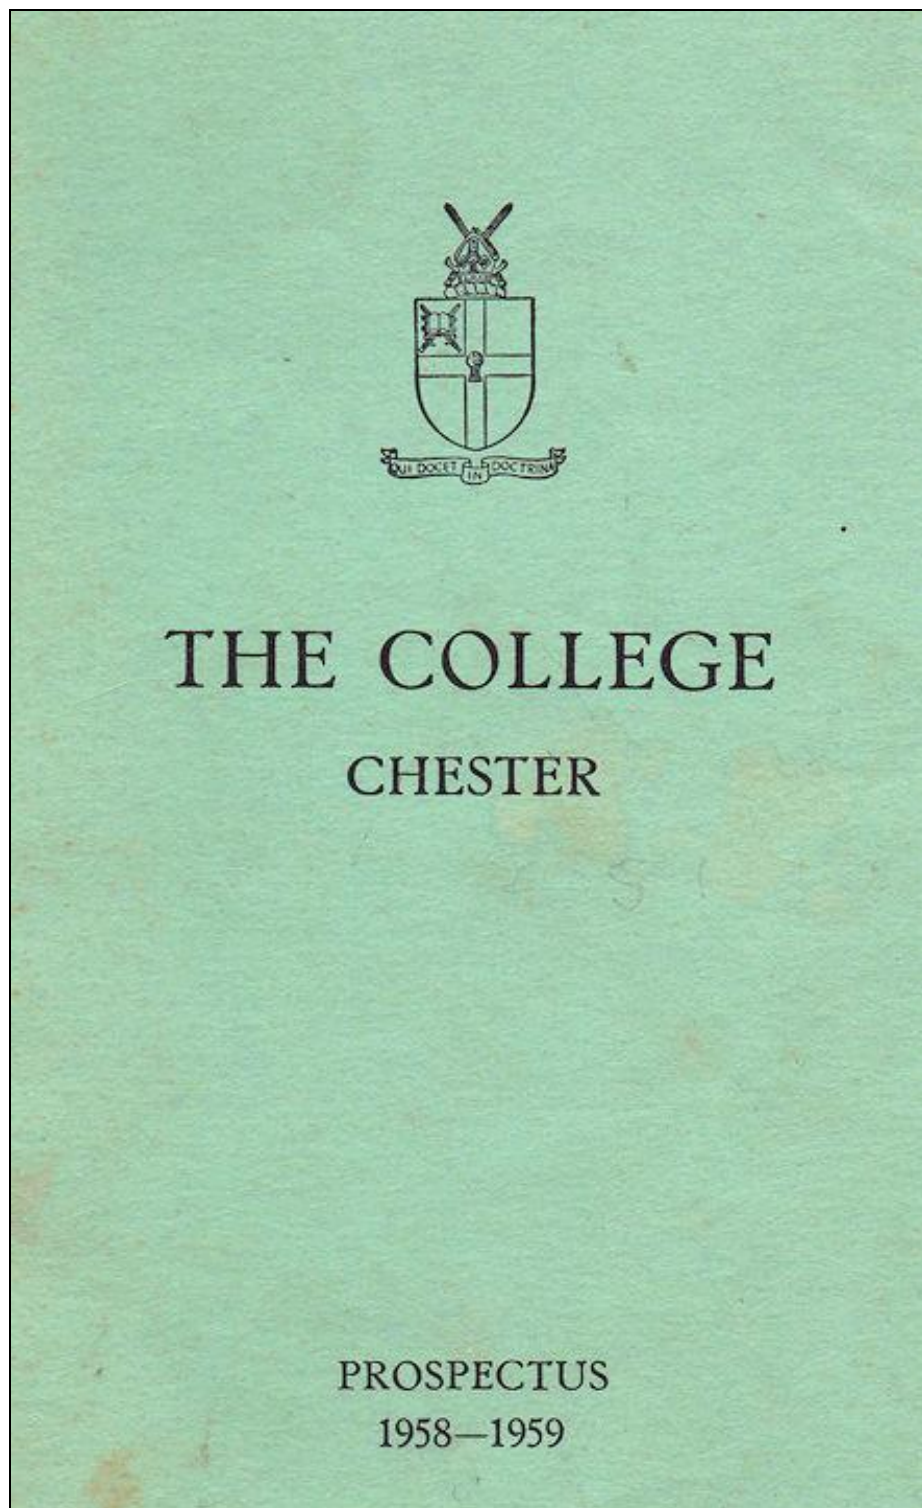 QUI DOCET IN DOCTRINA
THE COLLEGE
CHESTER
PROSPECTUS
1958—1959